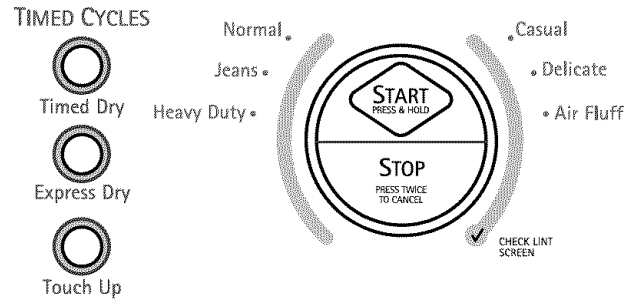 TIMED CYCLES
Timed Dry
Express Dry
Touch Up
Normal
Jeans
Heavy Duty
START
PRESS & HOLD
STOP
PRESS TWICE
TO CANCEL
Casual
Delicate
Air Fluff
CHECK LINT
SCREEN